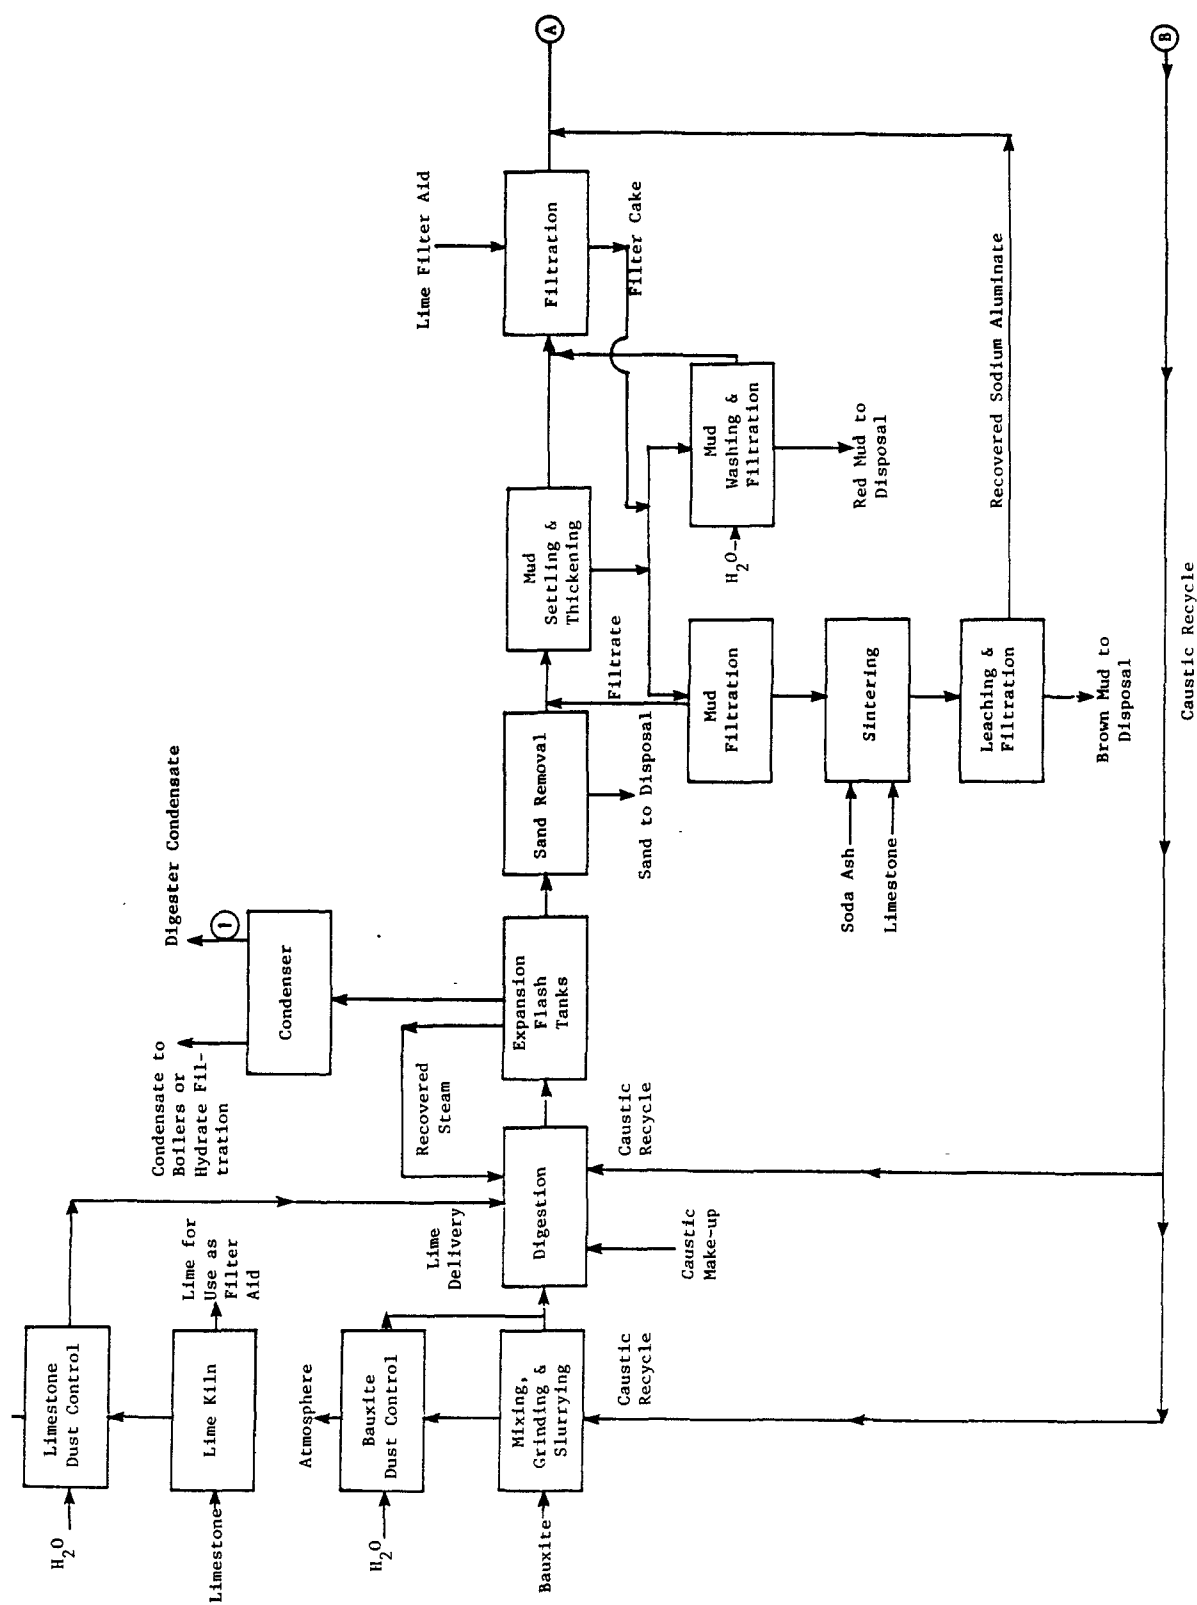 H2O
Limestone
Dust Control
Limestone
Lime Kiln
Lime for
Use as
Filter
Aid
Atmosphere
H2O
Bauxite
Dust Control
Bauxite
Mixing,
Grinding &
Slurrying
Caustic
Recycle
Lime
Delivery
Digestion
Caustic
Make-up
Caustic
Recycle
Recovered
Steam
Condensate to
Boilers or
Hydrate Fil-
tration
Digester Condensate
1
Condenser
Expansion
Flash
Tanks
Sand Removal
Sand to Disposal
Filtrate
Mud
Settling &
Thickening
Mud
Filtration
Soda Ash
Limestone
Sintering
Leaching &
Filtration
Brown Mud to
Disposal
H2O
Mud
Washing &
Filtration
Red Mud to
Disposal
Lime Filter Aid
Filtration
Filter Cake
Recovered Sodium Aluminate
A
B
Caustic Recycle